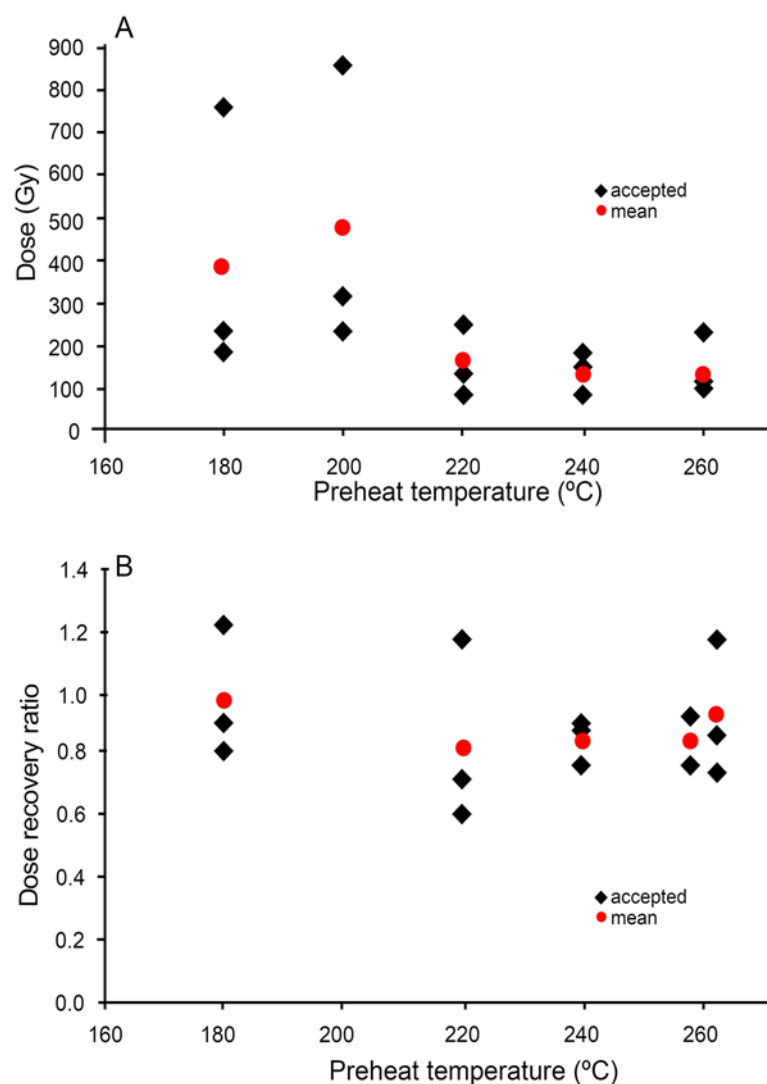 A
900
800
700
600
500
400
300
200
100
0
Dose (Gy)
accepted
mean
160 180 200 220 240 260
Preheat temperature (ºC)
B
1.4
1.2
1.0
0.8
0.6
0.4
0.2
0.0
Dose recovery ratio
accepted
mean
160 180 200 220 240 260
Preheat temperature (ºC)